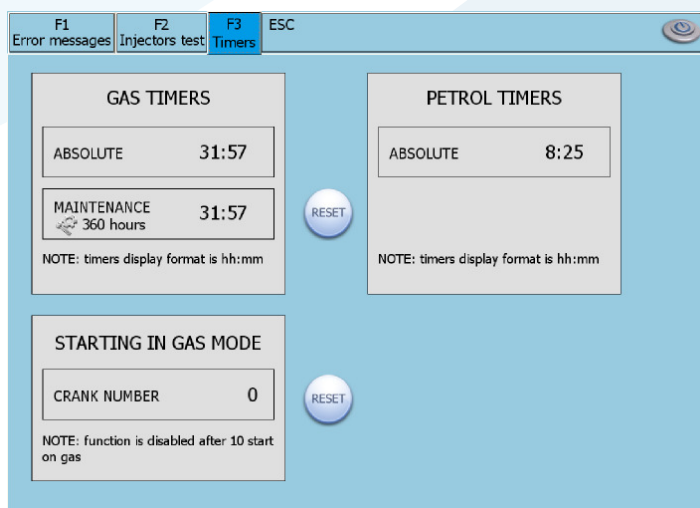 F1 F2 F3 ESC
Error messages Injectors test Timers
GAS TIMERS
ABSOLUTE 31:57
MAINTENANCE
360 hours 31:57
RESET
NOTE: timers display format is hh:mm
PETROL TIMERS
ABSOLUTE 8:25
NOTE: timers display format is hh:mm
STARTING IN GAS MODE
CRANK NUMBER 0
RESET
NOTE: function is disabled after 10 start
on gas